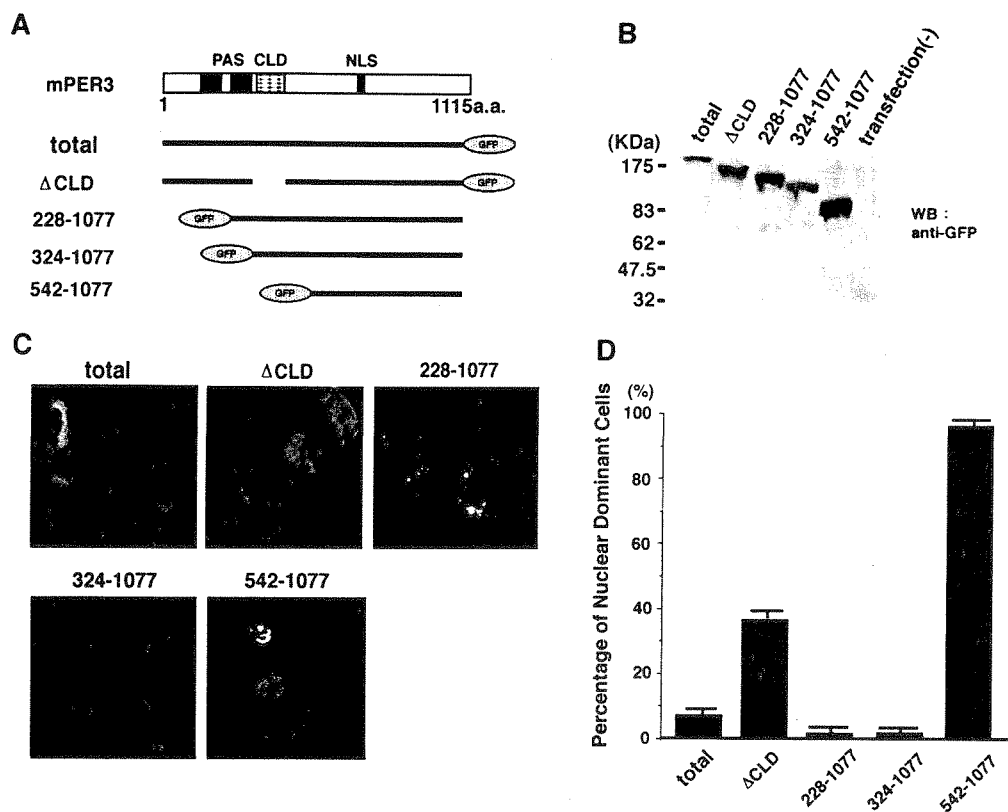 A
PAS CLD NLS
mPER3
1 1115a.a.
total GFP
ΔCLD GFP
228-1077 GFP
324-1077 GFP
542-1077 GFP
B
total ΔCLD 228-1077 324-1077 542-1077 transfection(-)
(KDa)
175-
83-
62-
47.5-
32-
WB :
anti-GFP
C
total ΔCLD 228-1077
324-1077 542-1077
D
Percentage of Nuclear Dominant Cells
(%)
100
80
60
40
20
0
total ΔCLD 228-1077 324-1077 542-1077